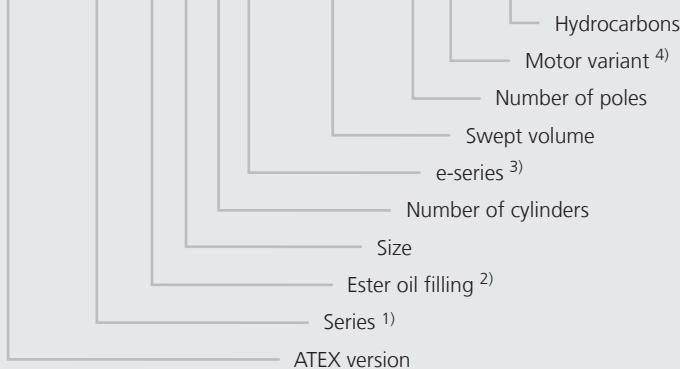 Hydrocarbons
Motor variant 4)
Number of poles
Swept volume
e-series 3)
Number of cylinders
Size
Ester oil filling 2)
Series 1)
ATEX version